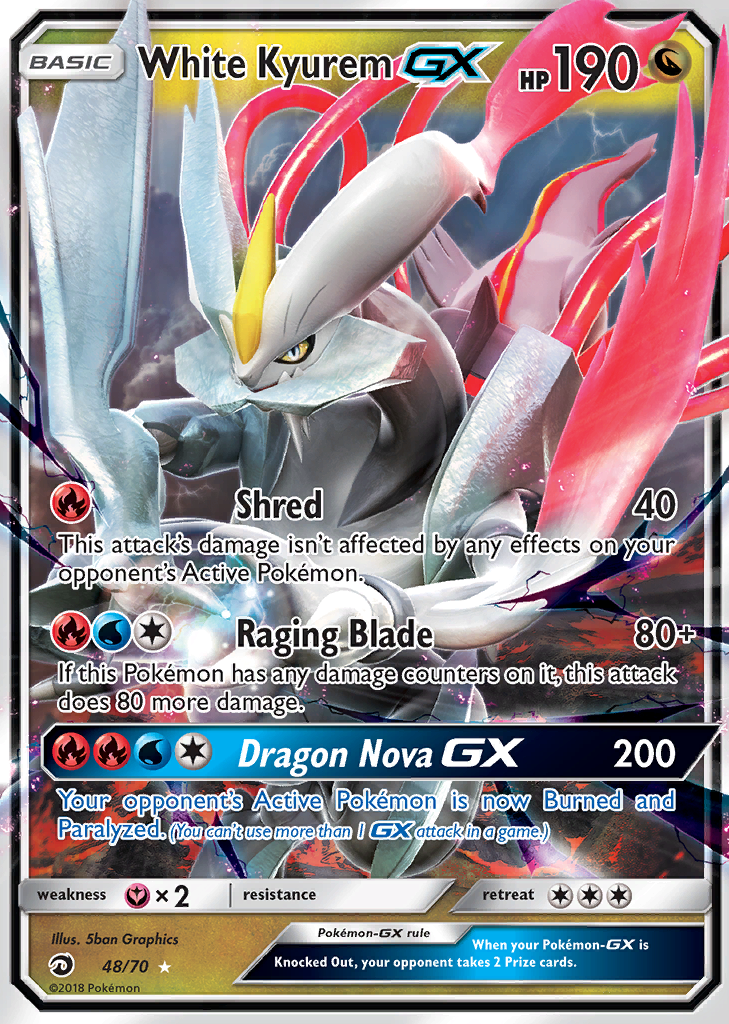 BASIC White Kyurem GX HP 190
Shred 40
This attack's damage isn't affected by any effects on your
opponent's Active Pokémon.
Raging Blade 80+
If this Pokémon has any damage counters on it, this attack
does 80 more damage.
Dragon Nova GX 200
Your opponent's Active Pokémon is now Burned and
Paralyzed. (You can't use more than 1 GX attack in a game.)
weakness ×2 resistance retreat
Illus. 5ban Graphics
48/70
©2018 Pokémon
Pokémon-GX rule
When your Pokémon-GX is
Knocked Out, your opponent takes 2 Prize cards.